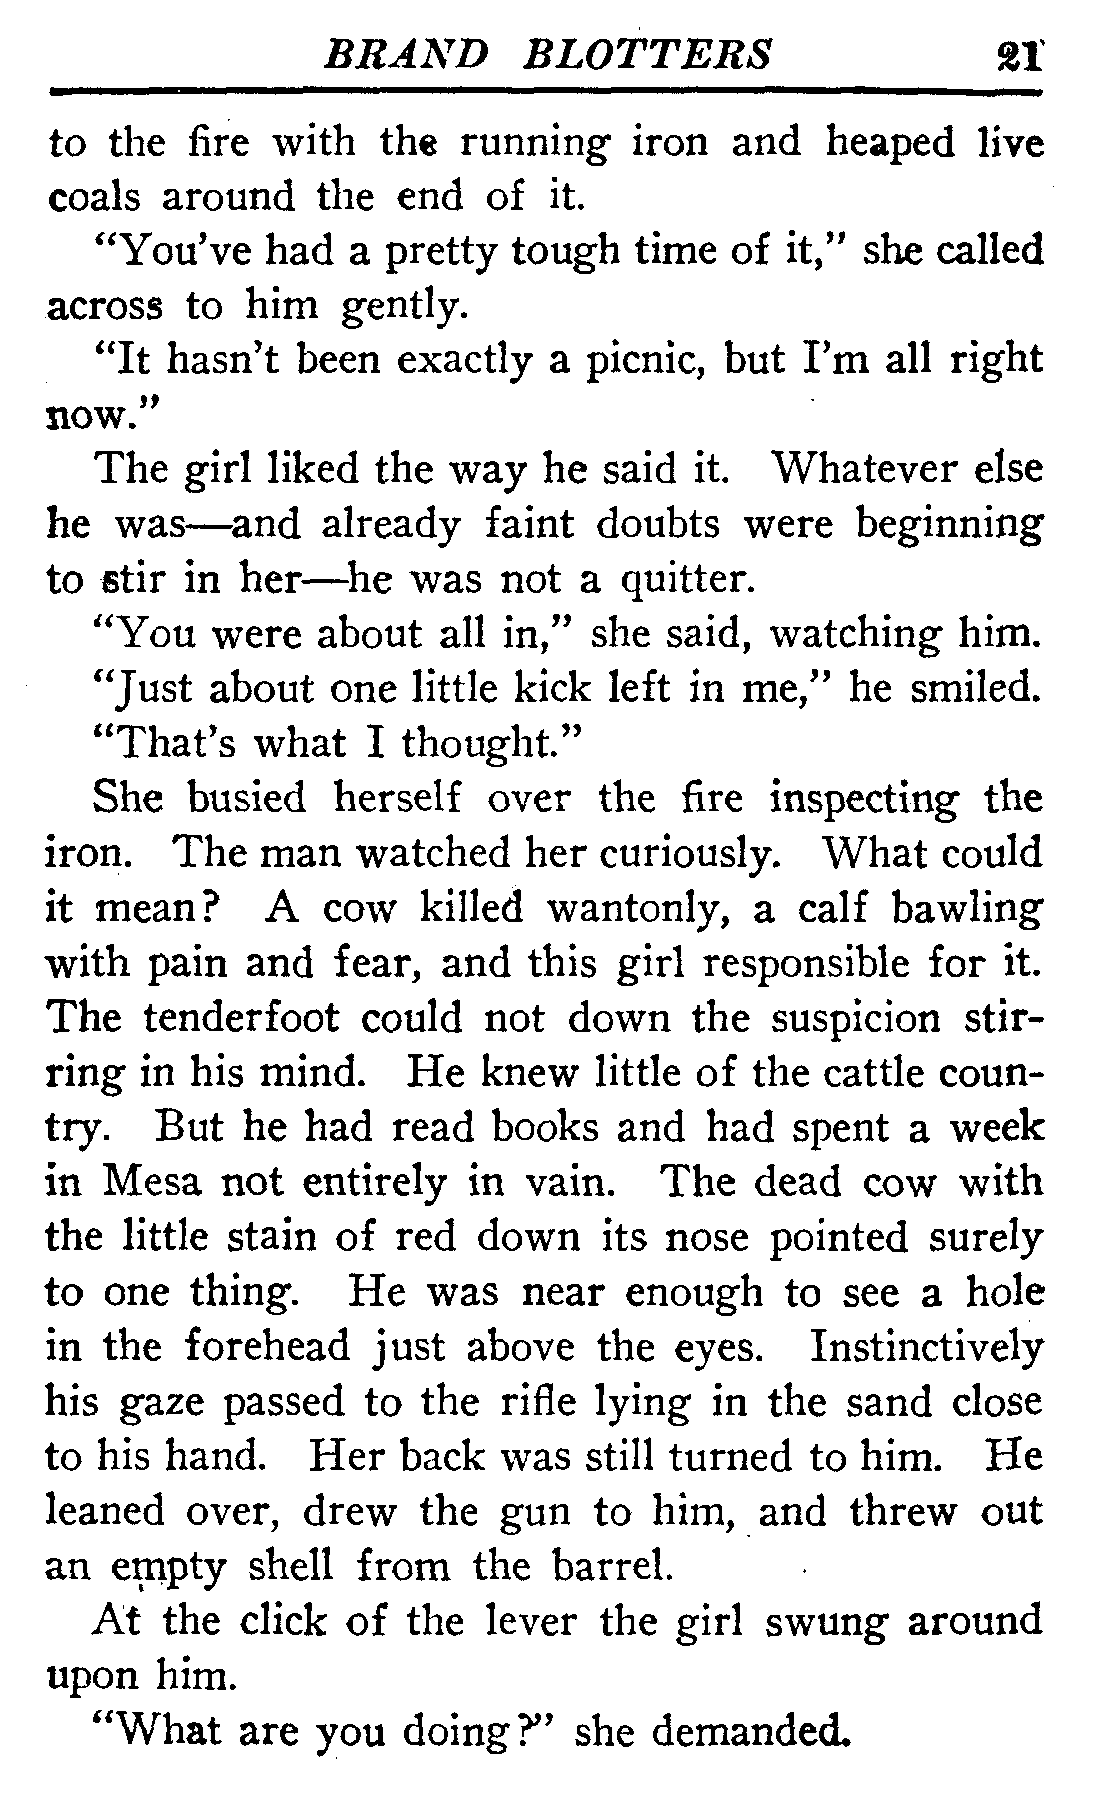 BRAND BLOTTERS 21
to the fire with the running iron and heaped live
coals around the end of it.
"You've had a pretty tough time of it," she called
across to him gently.
"It hasn't been exactly a picnic, but I'm all right
now."
The girl liked the way he said it. Whatever else
he was—and already faint doubts were beginning
to stir in her—he was not a quitter.
"You were about all in," she said, watching him.
"Just about one little kick left in me," he smiled.
"That's what I thought."
She busied herself over the fire inspecting the
iron. The man watched her curiously. What could
it mean? A cow killed wantonly, a calf bawling
with pain and fear, and this girl responsible for it.
The tenderfoot could not down the suspicion stir-
ring in his mind. He knew little of the cattle coun-
try. But he had read books and had spent a week
in Mesa not entirely in vain. The dead cow with
the little stain of red down its nose pointed surely
to one thing. He was near enough to see a hole
in the forehead just above the eyes. Instinctively
his gaze passed to the rifle lying in the sand close
to his hand. Her back was still turned to him. He
leaned over, drew the gun to him, and threw out
an empty shell from the barrel.
At the click of the lever the girl swung around
upon him.
"What are you doing?" she demanded.